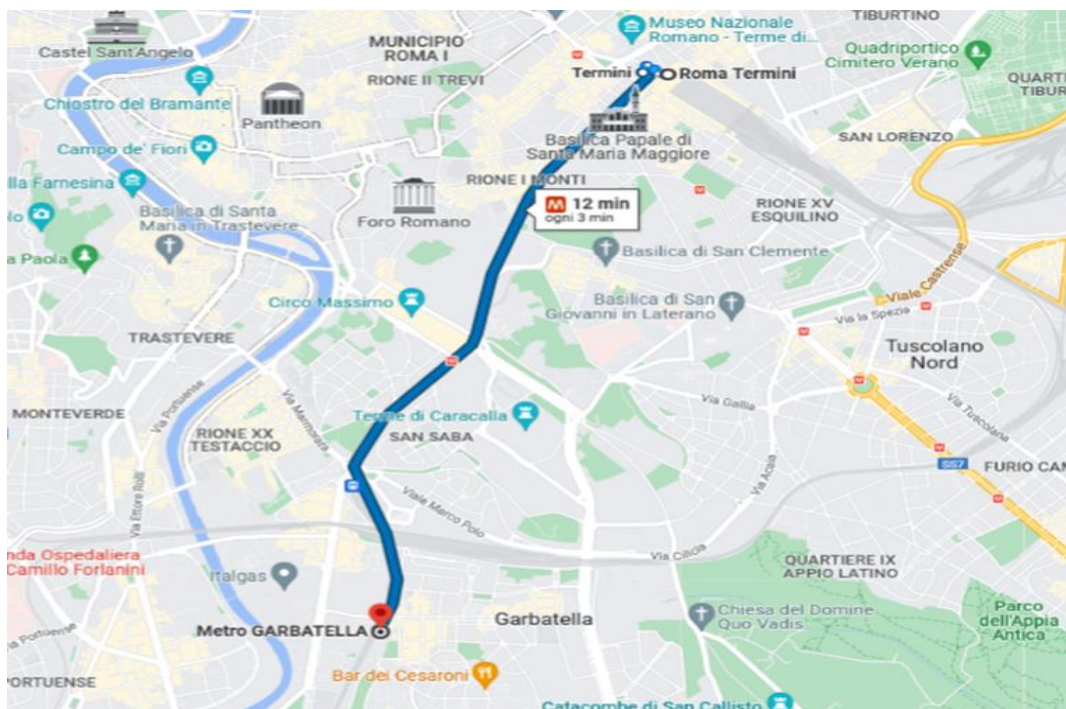 TIBURTINO
Museo Nazionale
Romano - Terme di...
Castel Sant'Angelo
MUNICIPIO
ROMA I
RIONE II TREVI
Quadriportico
Cimitero Verano
QUARTI
TIBUR
Termini
Roma Termini
Chiostro del Bramante
Pantheon
Basilica Papale di
Santa Maria Maggiore
SAN LORENZO
Campo de' Fiori
RIONE I MONTI
lla Farnesina
Foro Romano
M 12 min
ogni 3 min
RIONE XV
ESQUILINO
Basilica di Santa
Maria in Trastevere
Basilica di San Clemente
a Paola
Viale Castrense
Circo Massimo
Basilica di San
Giovanni in Laterano
Via la Spezia
TRASTEVERE
Tuscolano
Nord
Via Portuense
MONTEVERDE
Via Marmorata
Via Gallia
Via Tuscolana
Terme di Caracalla
SAN SABA
RIONE XX
TESTACCIO
Via Acaia
SS7
FURIO CAM
Via Ettore Rolli
Viale Marco Polo
Via Cilicia
nda Ospedaliera
Camillo Forlanini
Italgas
QUARTIERE IX
APPIO LATINO
Metro GARBATELLA
Garbatella
Chiesa del Domine
Quo Vadis
Parco
dell'Appia
Antica
a Portuense
Bar dei Cesaroni
PORTUENSE
Catacombe di San Callisto